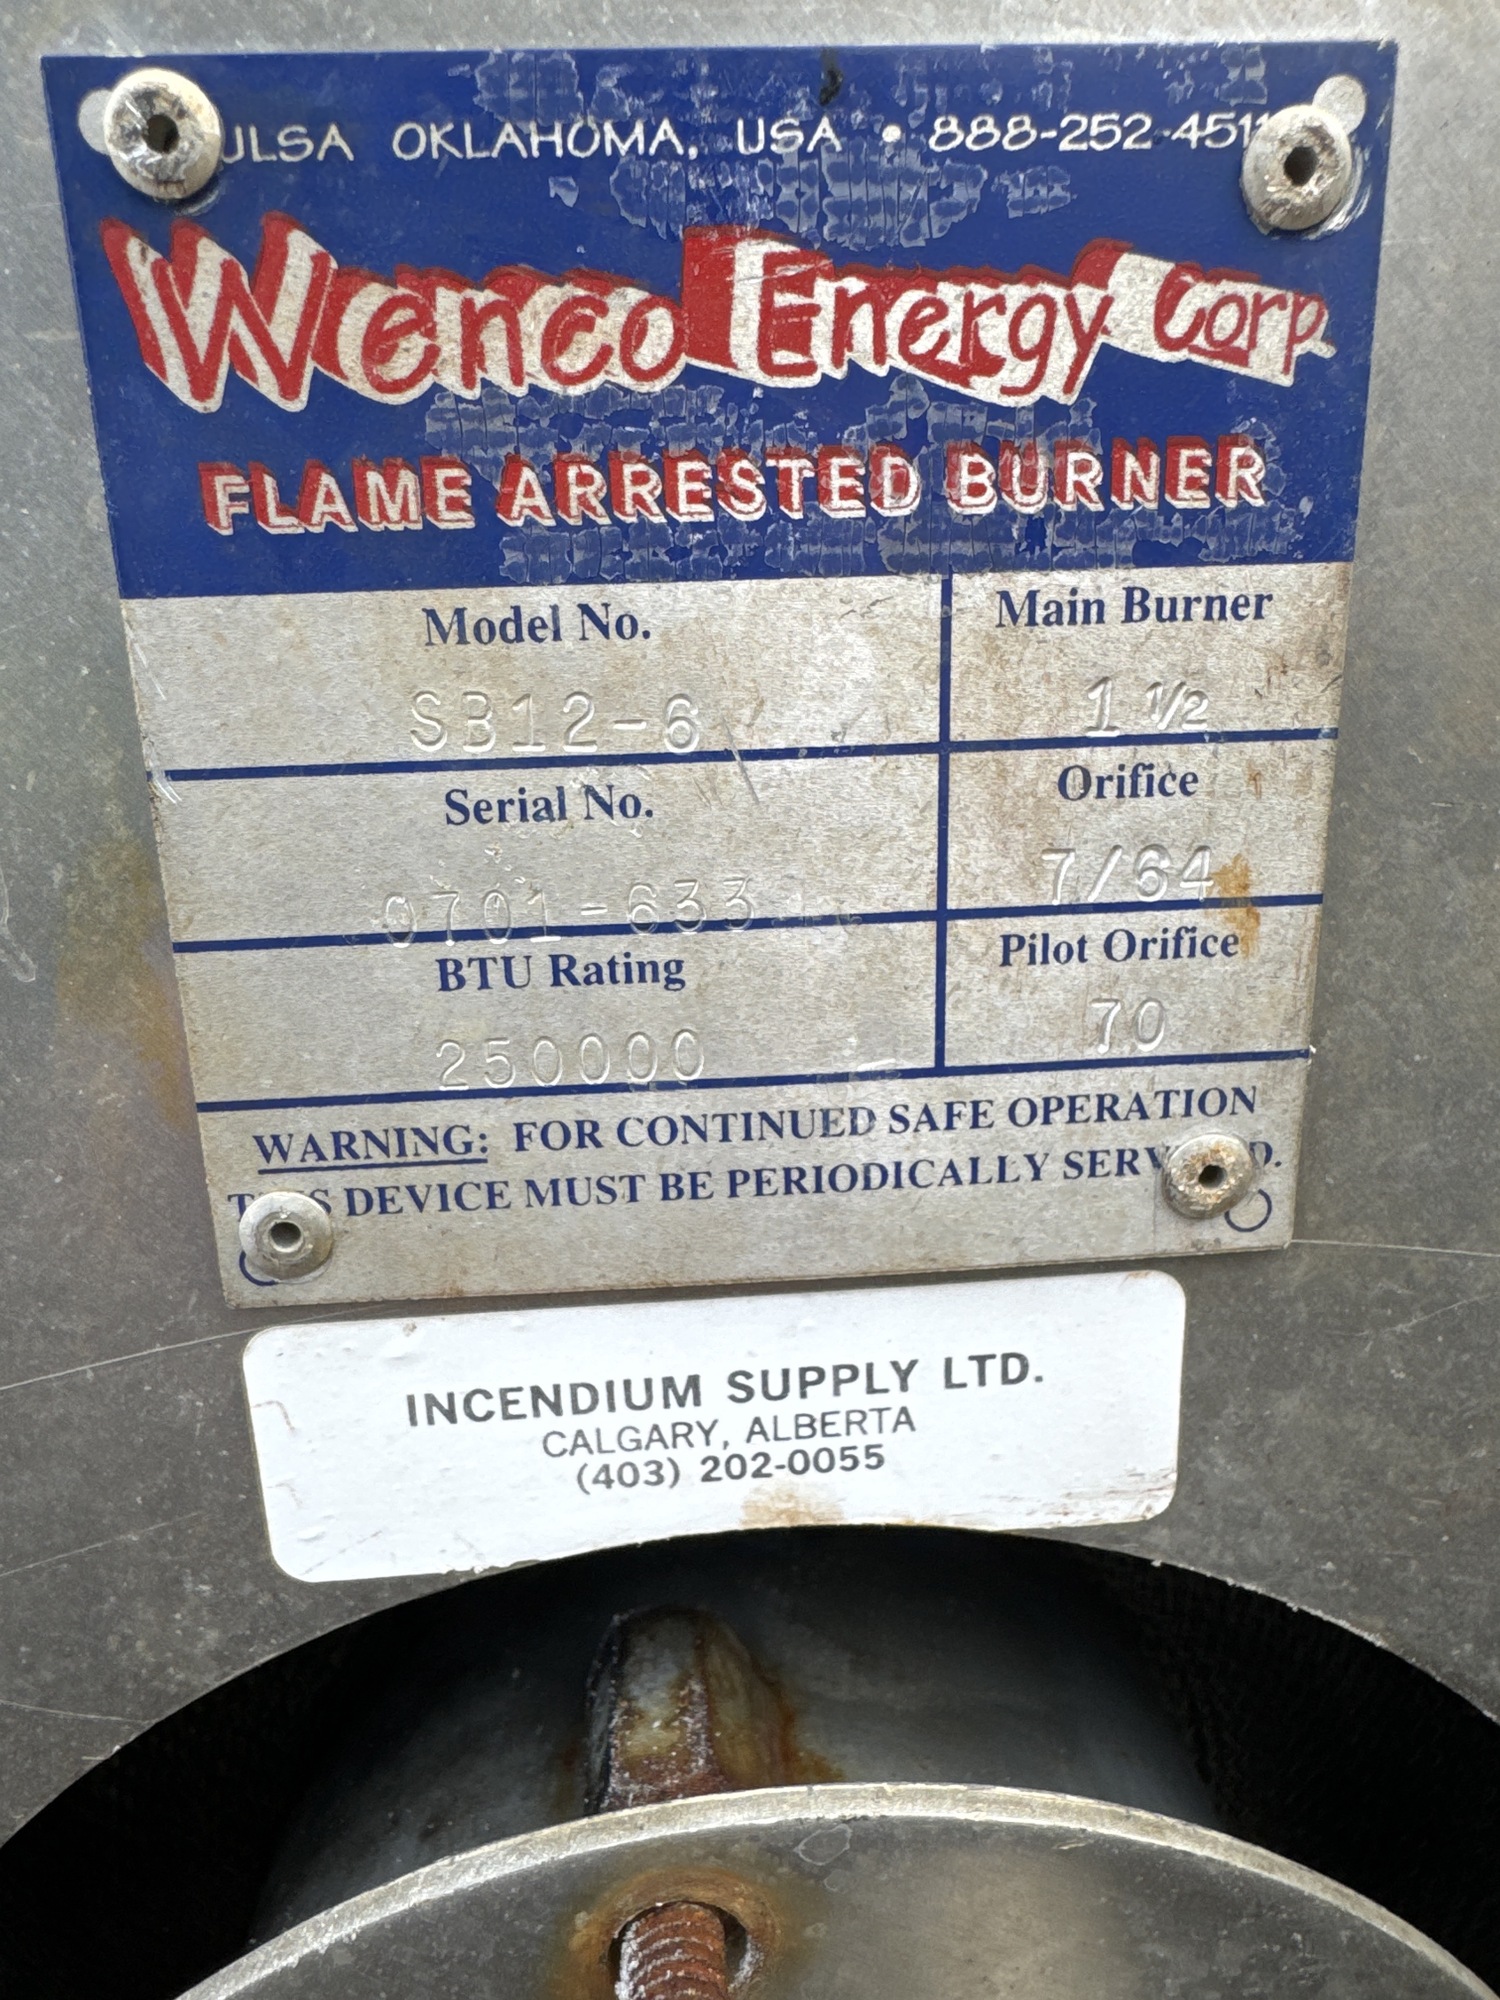 ULSA OKLAHOMA, USA • 888-252-4511
Wenco Energy Corp.
FLAME ARRESTED BURNER
Model No.
SB12-6
Main Burner
1 1/2
Serial No.
0701-633
Orifice
7/64
BTU Rating
250000
Pilot Orifice
70
WARNING: FOR CONTINUED SAFE OPERATION
DEVICE MUST BE PERIODICALLY
INCENDIUM SUPPLY LTD.
CALGARY, ALBERTA
(403) 202-0055